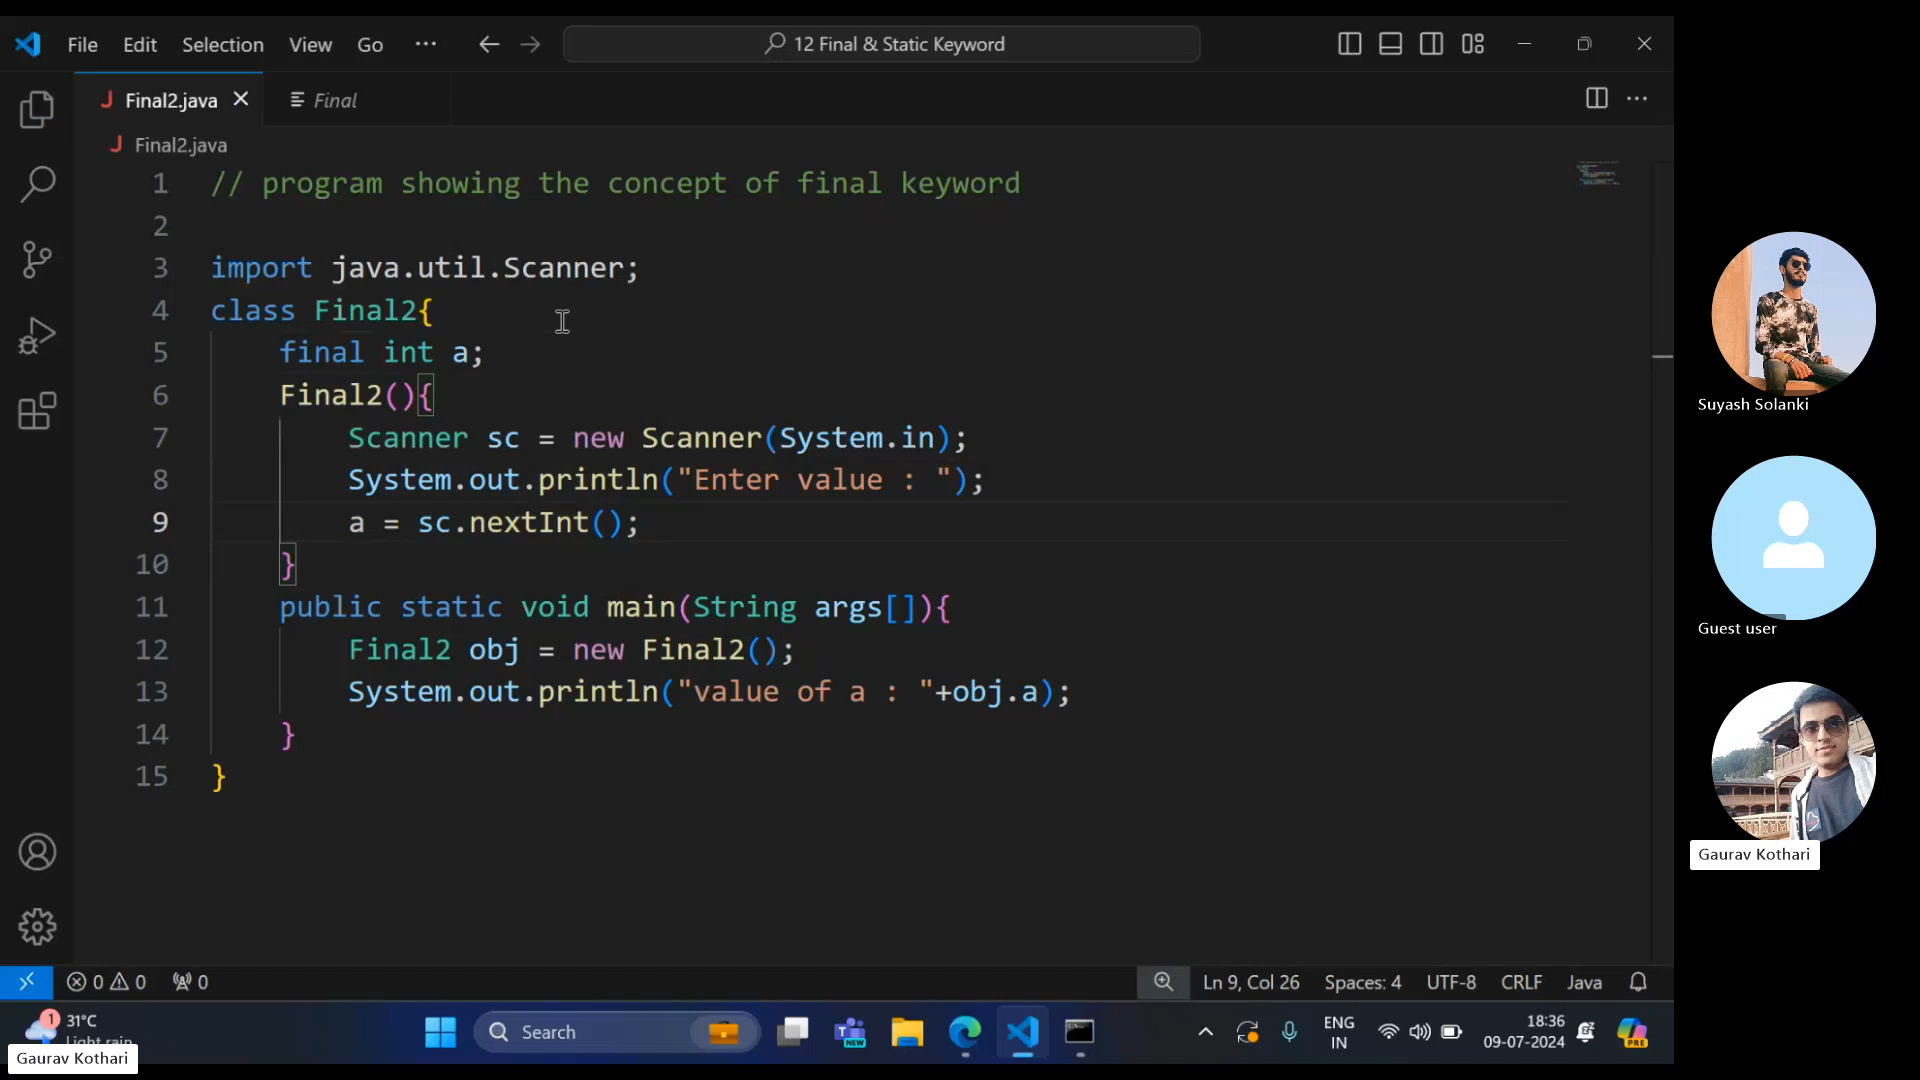 File Edit Selection View Go ··· 12 Final & Static Keyword
Final2.java Final
Final2.java
1 // program showing the concept of final keyword
2
3 import java.util.Scanner;
4 class Final2{
5 final int a;
6 Final2(){
7 Scanner sc = new Scanner(System.in);
8 System.out.println("Enter value : ");
9 a = sc.nextInt();
10 }
11 public static void main(String args[]){
12 Final2 obj = new Final2();
13 System.out.println("value of a : "+obj.a);
14 }
15 }
Suyash Solanki
Guest user
Gaurav Kothari
0 0 0 Ln 9, Col 26 Spaces: 4 UTF-8 CRLF Java
1 31°C
Light rain
Search
NEW
ENG
IN
18:36
09-07-2024
PRE
Gaurav Kothari